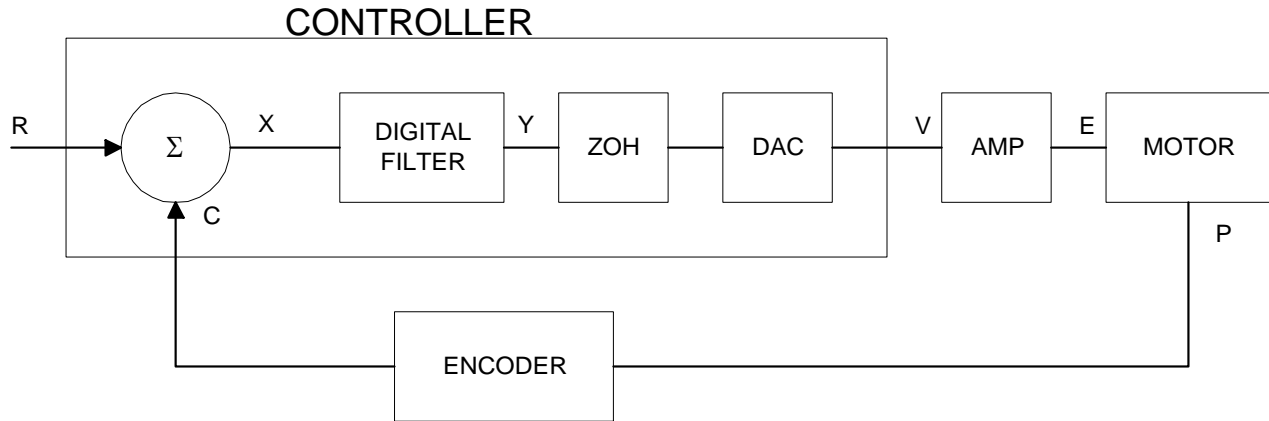 CONTROLLER
R
Σ
X
DIGITAL
FILTER
Y
ZOH
DAC
V
AMP
E
MOTOR
C
P
ENCODER